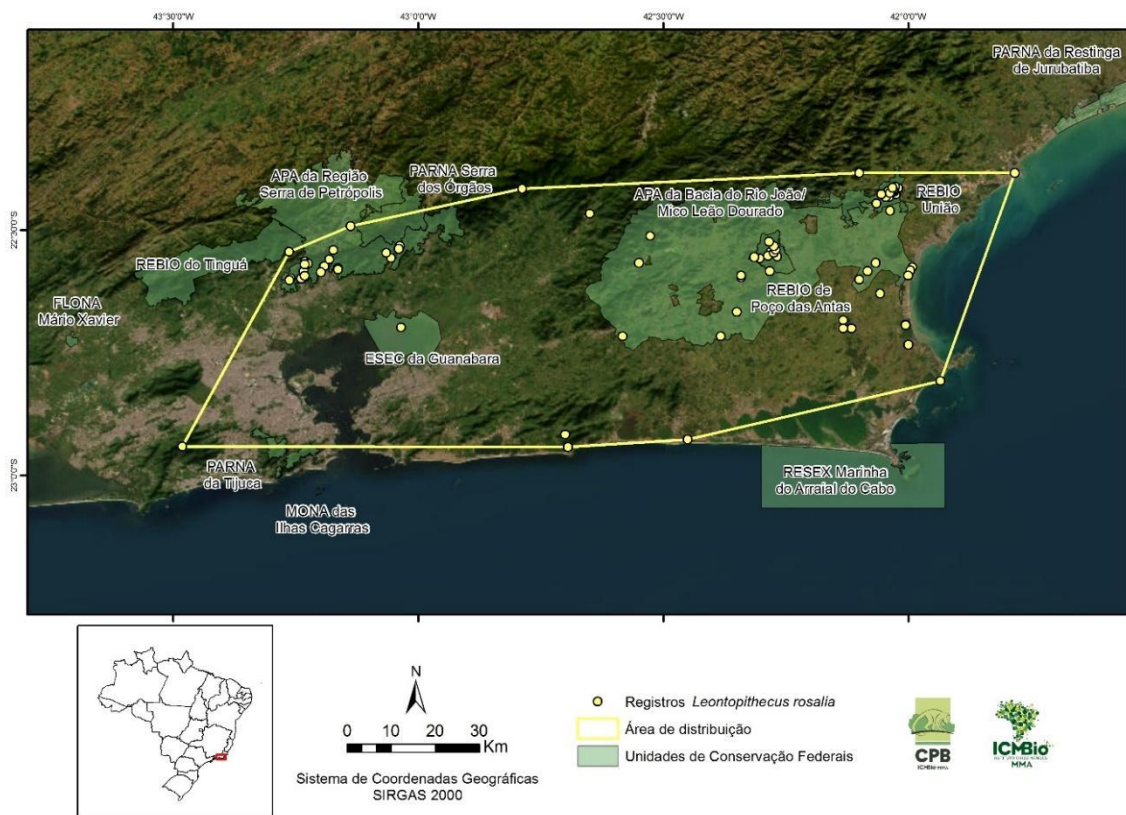 43°30'0"W
43°0'0"W
42°30'0"W
42°0'0"W
PARNA da Restinga
de Jurubatiba
APA da Região
Serra de Petrópolis
PARNA Serra
dos Órgãos
APA da Bacia do Rio João/
Mico Leão Dourado
REBIO
União
22°30'0"S
REBIO do Tinguá
FLONA
Mário Xavier
REBIO de
Poço das Antas
ESEC da Guanabara
PARNA
da Tijuca
23°0'0"S
RESEX Marinha
do Arraial do Cabo
MONA das
Ilhas Cagarras
N
0 10 20 30
Km
Sistema de Coordenadas Geográficas
SIRGAS 2000
Registros Leontopithecus rosalia
Área de distribuição
Unidades de Conservação Federais
CPB
ICMBio-MMA
ICMBio
MMA